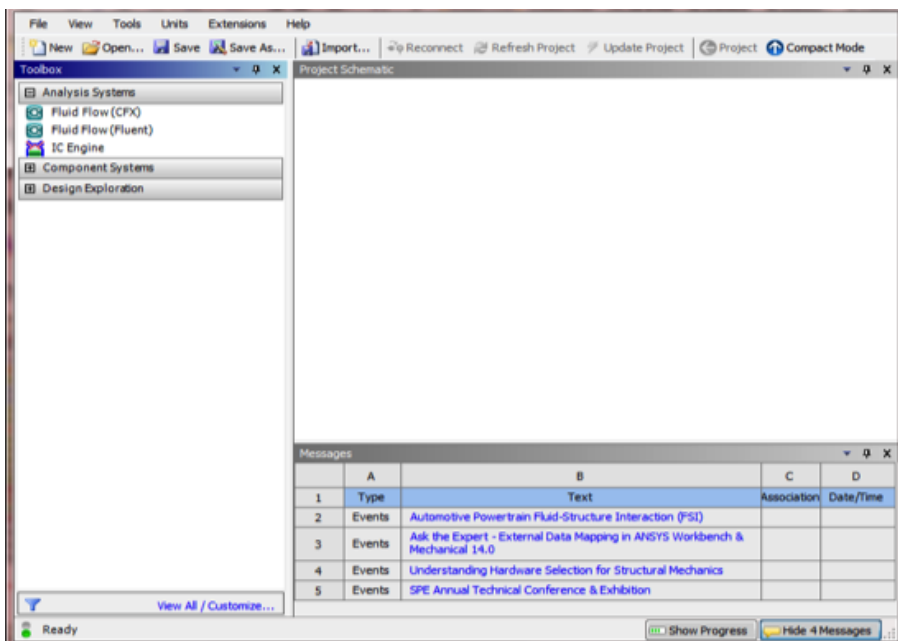 File View Tools Units Extensions Help
New Open... Save Save As... Import... Reconnect Refresh Project Update Project Project Compact Mode
Toolbox
Project Schematic
Analysis Systems
Fluid Flow (CFX)
Fluid Flow (Fluent)
IC Engine
Component Systems
Design Exploration
View All / Customize...
Messages
A B C D
1 Type Text Association Date/Time
2 Events Automotive Powertrain Fluid-Structure Interaction (FSI)
3 Events Ask the Expert - External Data Mapping in ANSYS Workbench &
Mechanical 14.0
4 Events Understanding Hardware Selection for Structural Mechanics
5 Events SPE Annual Technical Conference & Exhibition
Ready Show Progress Hide 4 Messages